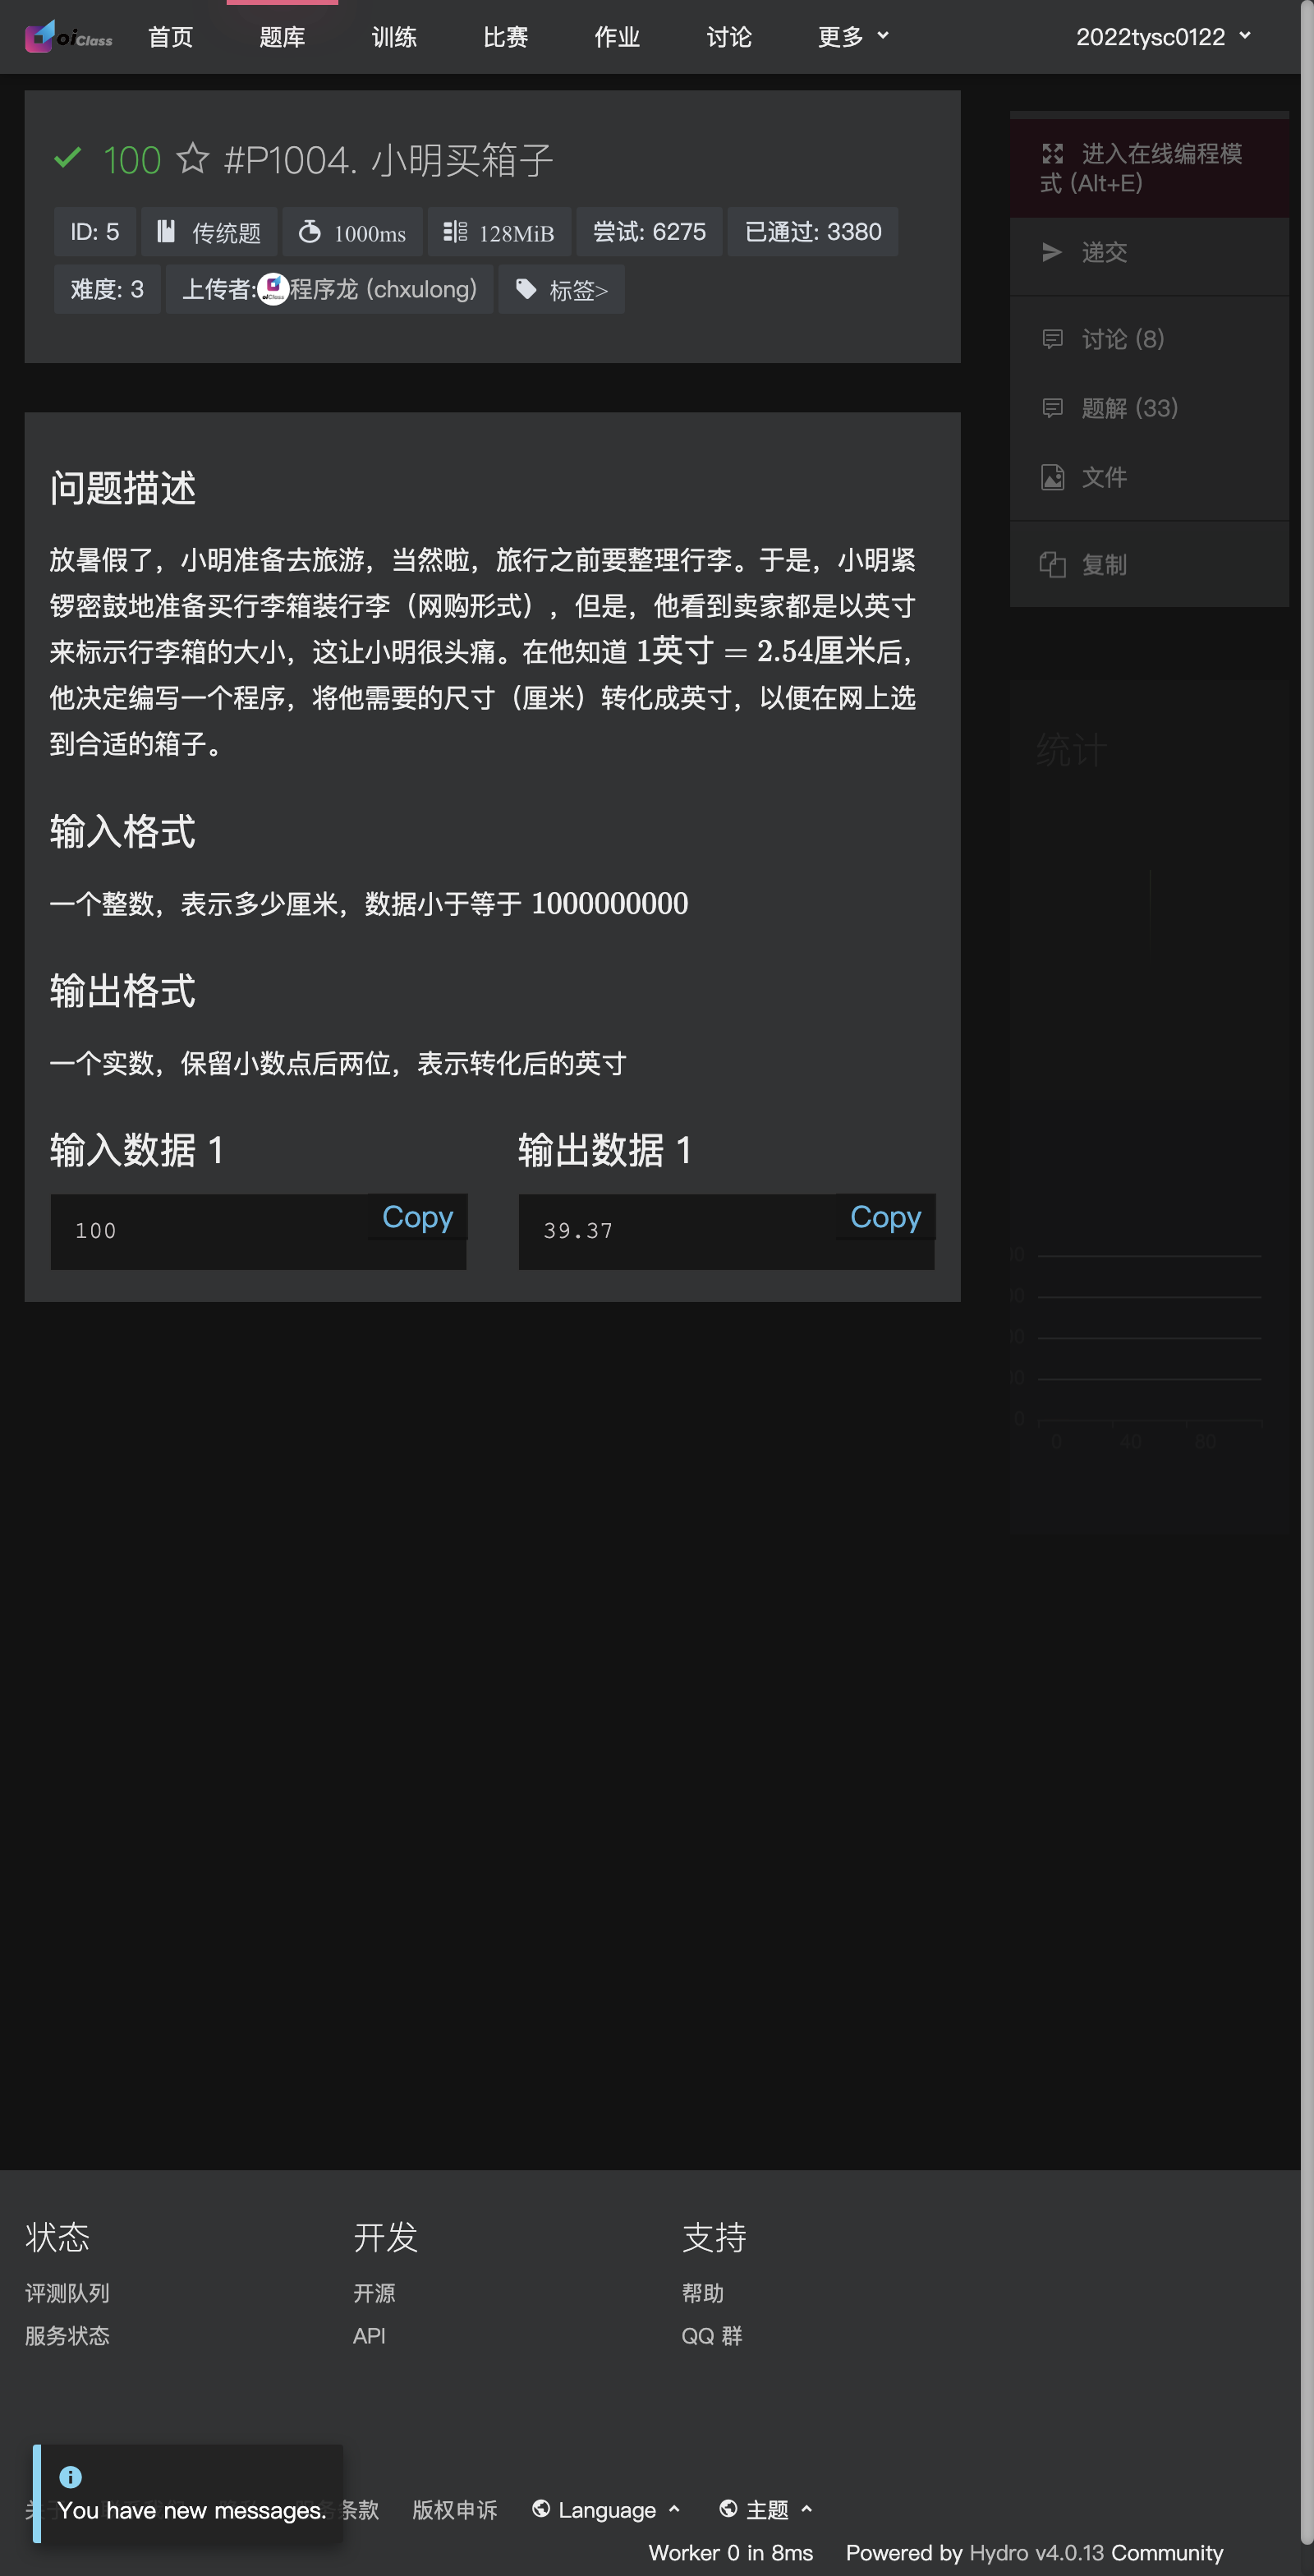 oiClass 首页 题库 训练 比赛 作业 讨论 更多 2022tysc0122
100 #P1004. 小明买箱子
ID: 5 传统题 1000ms 128MiB 尝试: 6275 已通过: 3380
难度: 3 上传者: 程序龙 (chxulong) 标签>
进入在线编程模
式 (Alt+E)
递交
讨论 (8)
题解 (33)
文件
复制
问题描述
放暑假了，小明准备去旅游，当然啦，旅行之前要整理行李。于是，小明紧
锣密鼓地准备买行李箱装行李（网购形式），但是，他看到卖家都是以英寸
来标示行李箱的大小，这让小明很头痛。在他知道 1英寸 = 2.54厘米后，
他决定编写一个程序，将他需要的尺寸（厘米）转化成英寸，以便在网上选
到合适的箱子。
输入格式
一个整数，表示多少厘米，数据小于等于 1000000000
输出格式
一个实数，保留小数点后两位，表示转化后的英寸
输入数据 1
Copy
100
输出数据 1
Copy
39.37
统计
0
0
0
0
0
0 40 80
状态
评测队列
服务状态
开发
开源
API
支持
帮助
QQ 群
You have new messages.
条款 版权申诉 Language 主题
Worker 0 in 8ms Powered by Hydro v4.0.13 Community